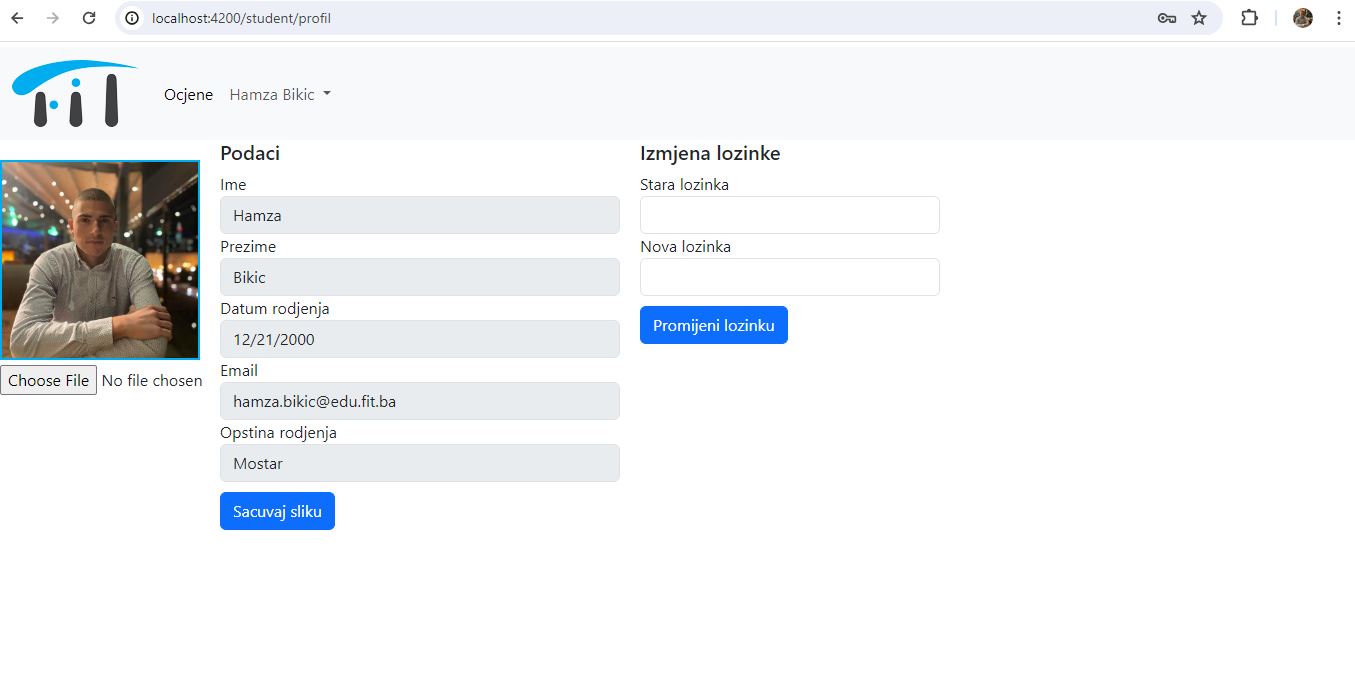 localhost:4200/student/profil
FIT
Ocjene
Hamza Bikic
Choose File No file chosen
Podaci
Ime
Hamza
Prezime
Bikic
Datum rodjenja
12/21/2000
Email
hamza.bikic@edu.fit.ba
Opstina rodjenja
Mostar
Sacuvaj sliku
Izmjena lozinke
Stara lozinka
Nova lozinka
Promijeni lozinku